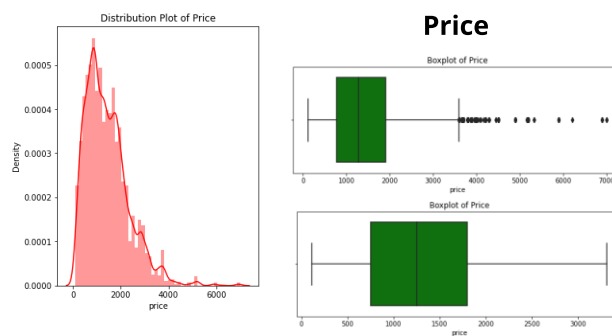 Distribution Plot of Price
0.0005
0.0004
0.0003
0.0002
0.0001
0.0000
Density
0 2000 4000 6000
price
Price
Boxplot of Price
0 1000 2000 3000 4000 5000 6000 7000
price
Boxplot of Price
0 500 1000 1500 2000 2500 3000
price